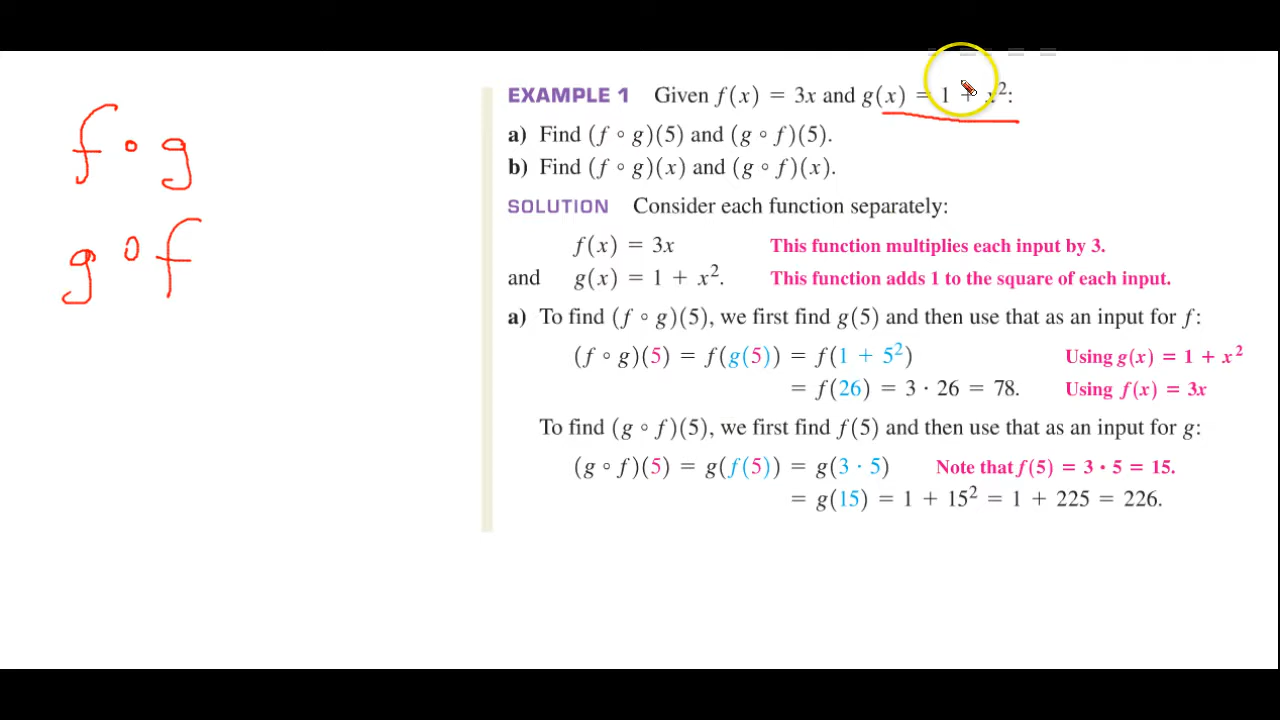 f ∘ g
g ∘ f
EXAMPLE 1 Given f(x) = 3x and g(x) = 1 + x²:
a) Find (f ∘ g)(5) and (g ∘ f)(5).
b) Find (f ∘ g)(x) and (g ∘ f)(x).
SOLUTION Consider each function separately:
f(x) = 3x This function multiplies each input by 3.
and g(x) = 1 + x². This function adds 1 to the square of each input.
a) To find (f ∘ g)(5), we first find g(5) and then use that as an input for f:
(f ∘ g)(5) = f(g(5)) = f(1 + 5²) Using g(x) = 1 + x²
= f(26) = 3 · 26 = 78. Using f(x) = 3x
To find (g ∘ f)(5), we first find f(5) and then use that as an input for g:
(g ∘ f)(5) = g(f(5)) = g(3 · 5) Note that f(5) = 3 · 5 = 15.
= g(15) = 1 + 15² = 1 + 225 = 226.